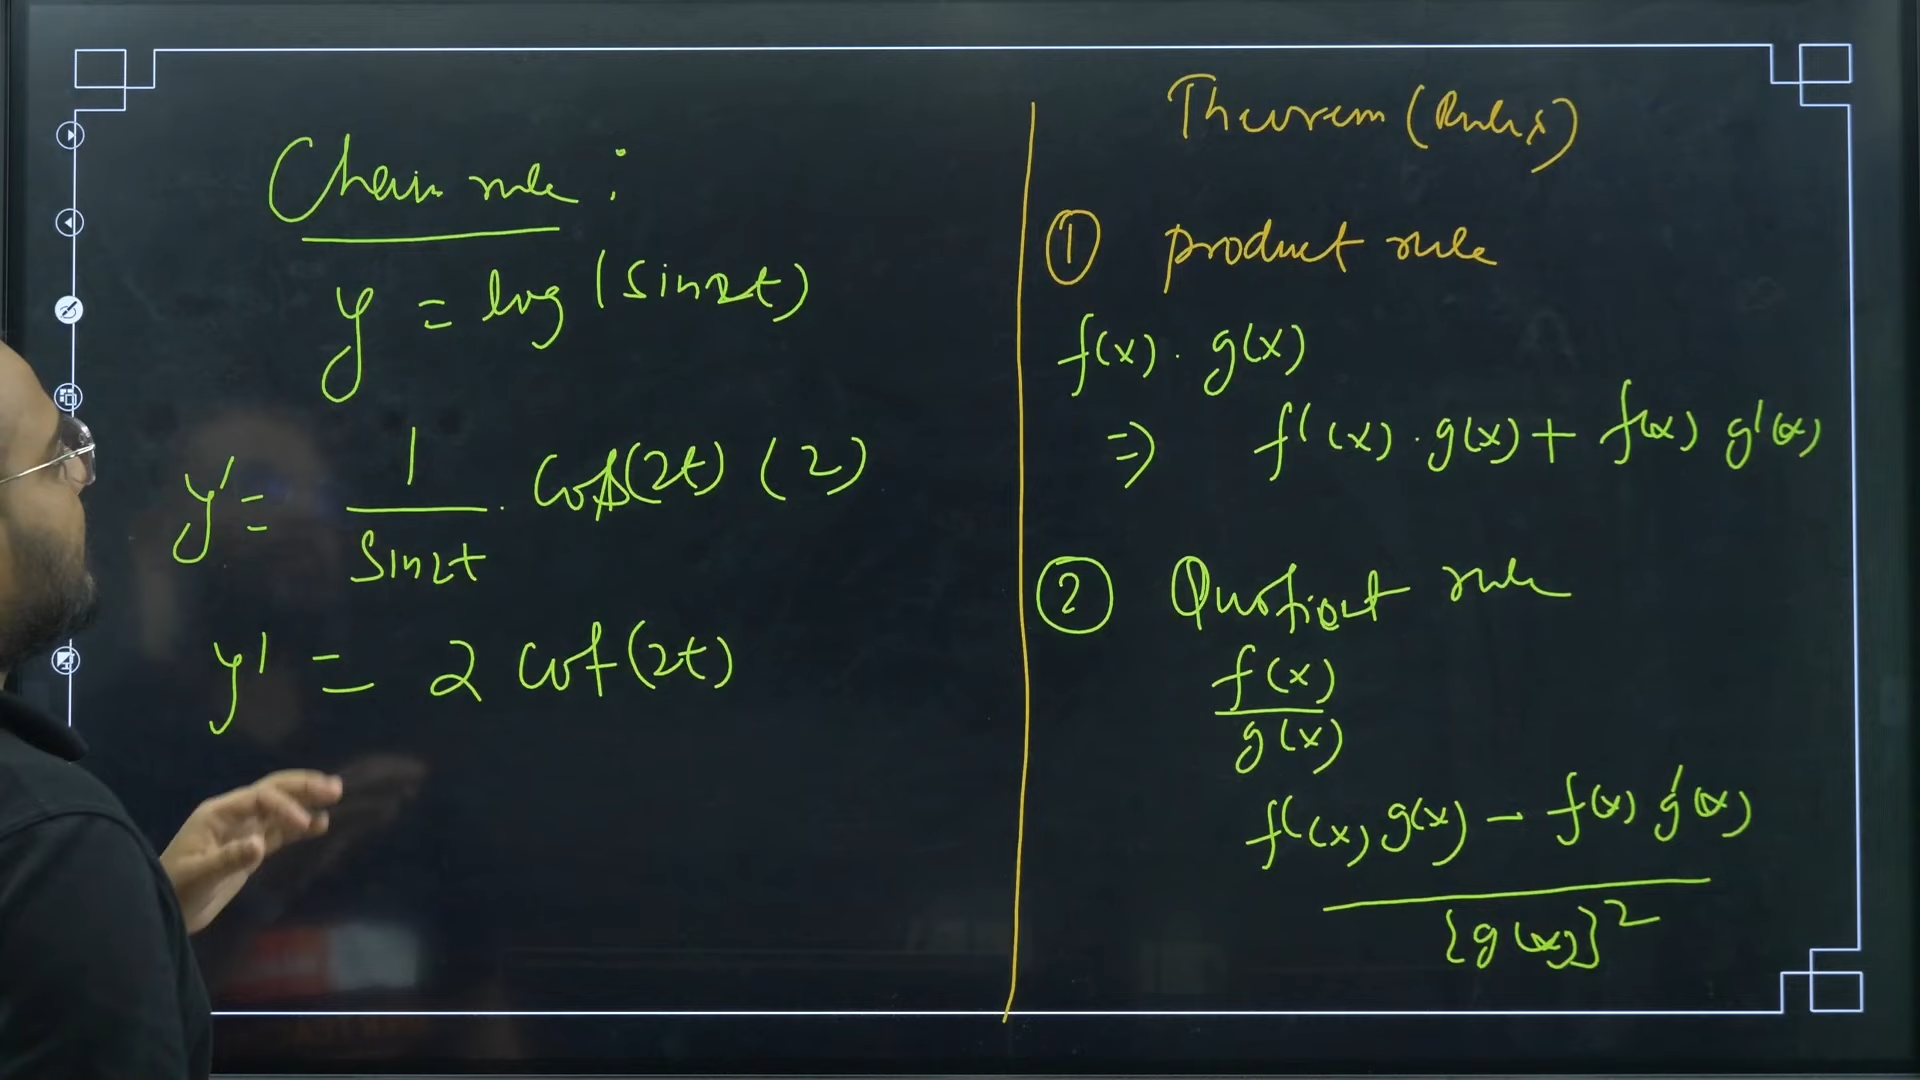 Chain rule :
y = log (sin2t)
y' = 1/sin2t . cos(2t) (2)
y' = 2 cot(2t)
Theorem (Rules)
① product rule
f(x) . g(x)
⇒ f'(x) . g(x) + f(x) g'(x)
② Quotient rule
f(x)
g(x)
f'(x) g(x) - f(x) g'(x)
[g(x)]²